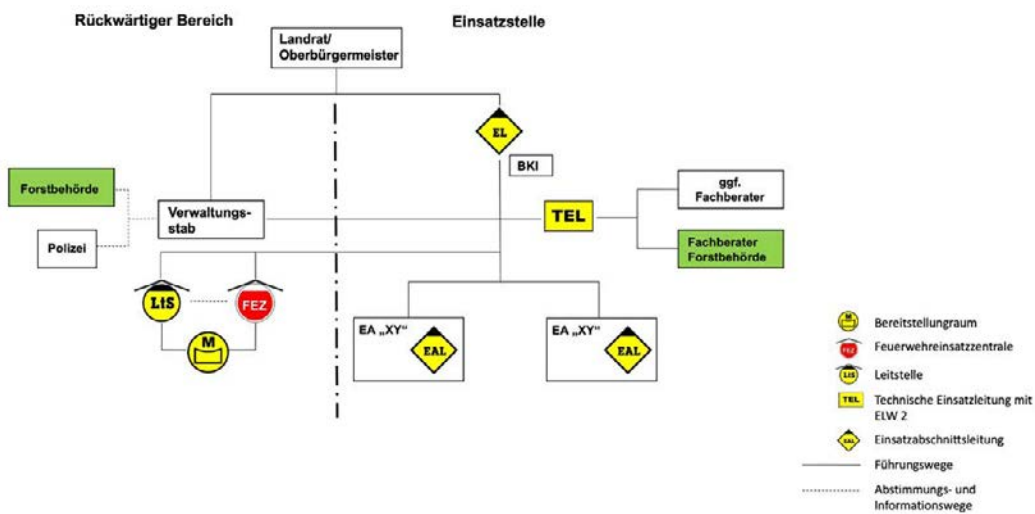 Rückwärtiger Bereich
Einsatzstelle
Landrat/
Oberbürgermeister
EL
BKI
Forstbehörde
Polizei
Verwaltungs-
stab
TEL
ggf.
Fachberater
Fachberater
Forstbehörde
LtS
FEZ
M
EA „XY“
EAL
EA „XY“
EAL
M
Bereitstellungraum
FEZ
Feuerwehreinsatzzentrale
LtS
Leitstelle
TEL
Technische Einsatzleitung mit
ELW 2
EAL
Einsatzabschnittsleitung
Führungswege
Abstimmungs- und
Informationswege